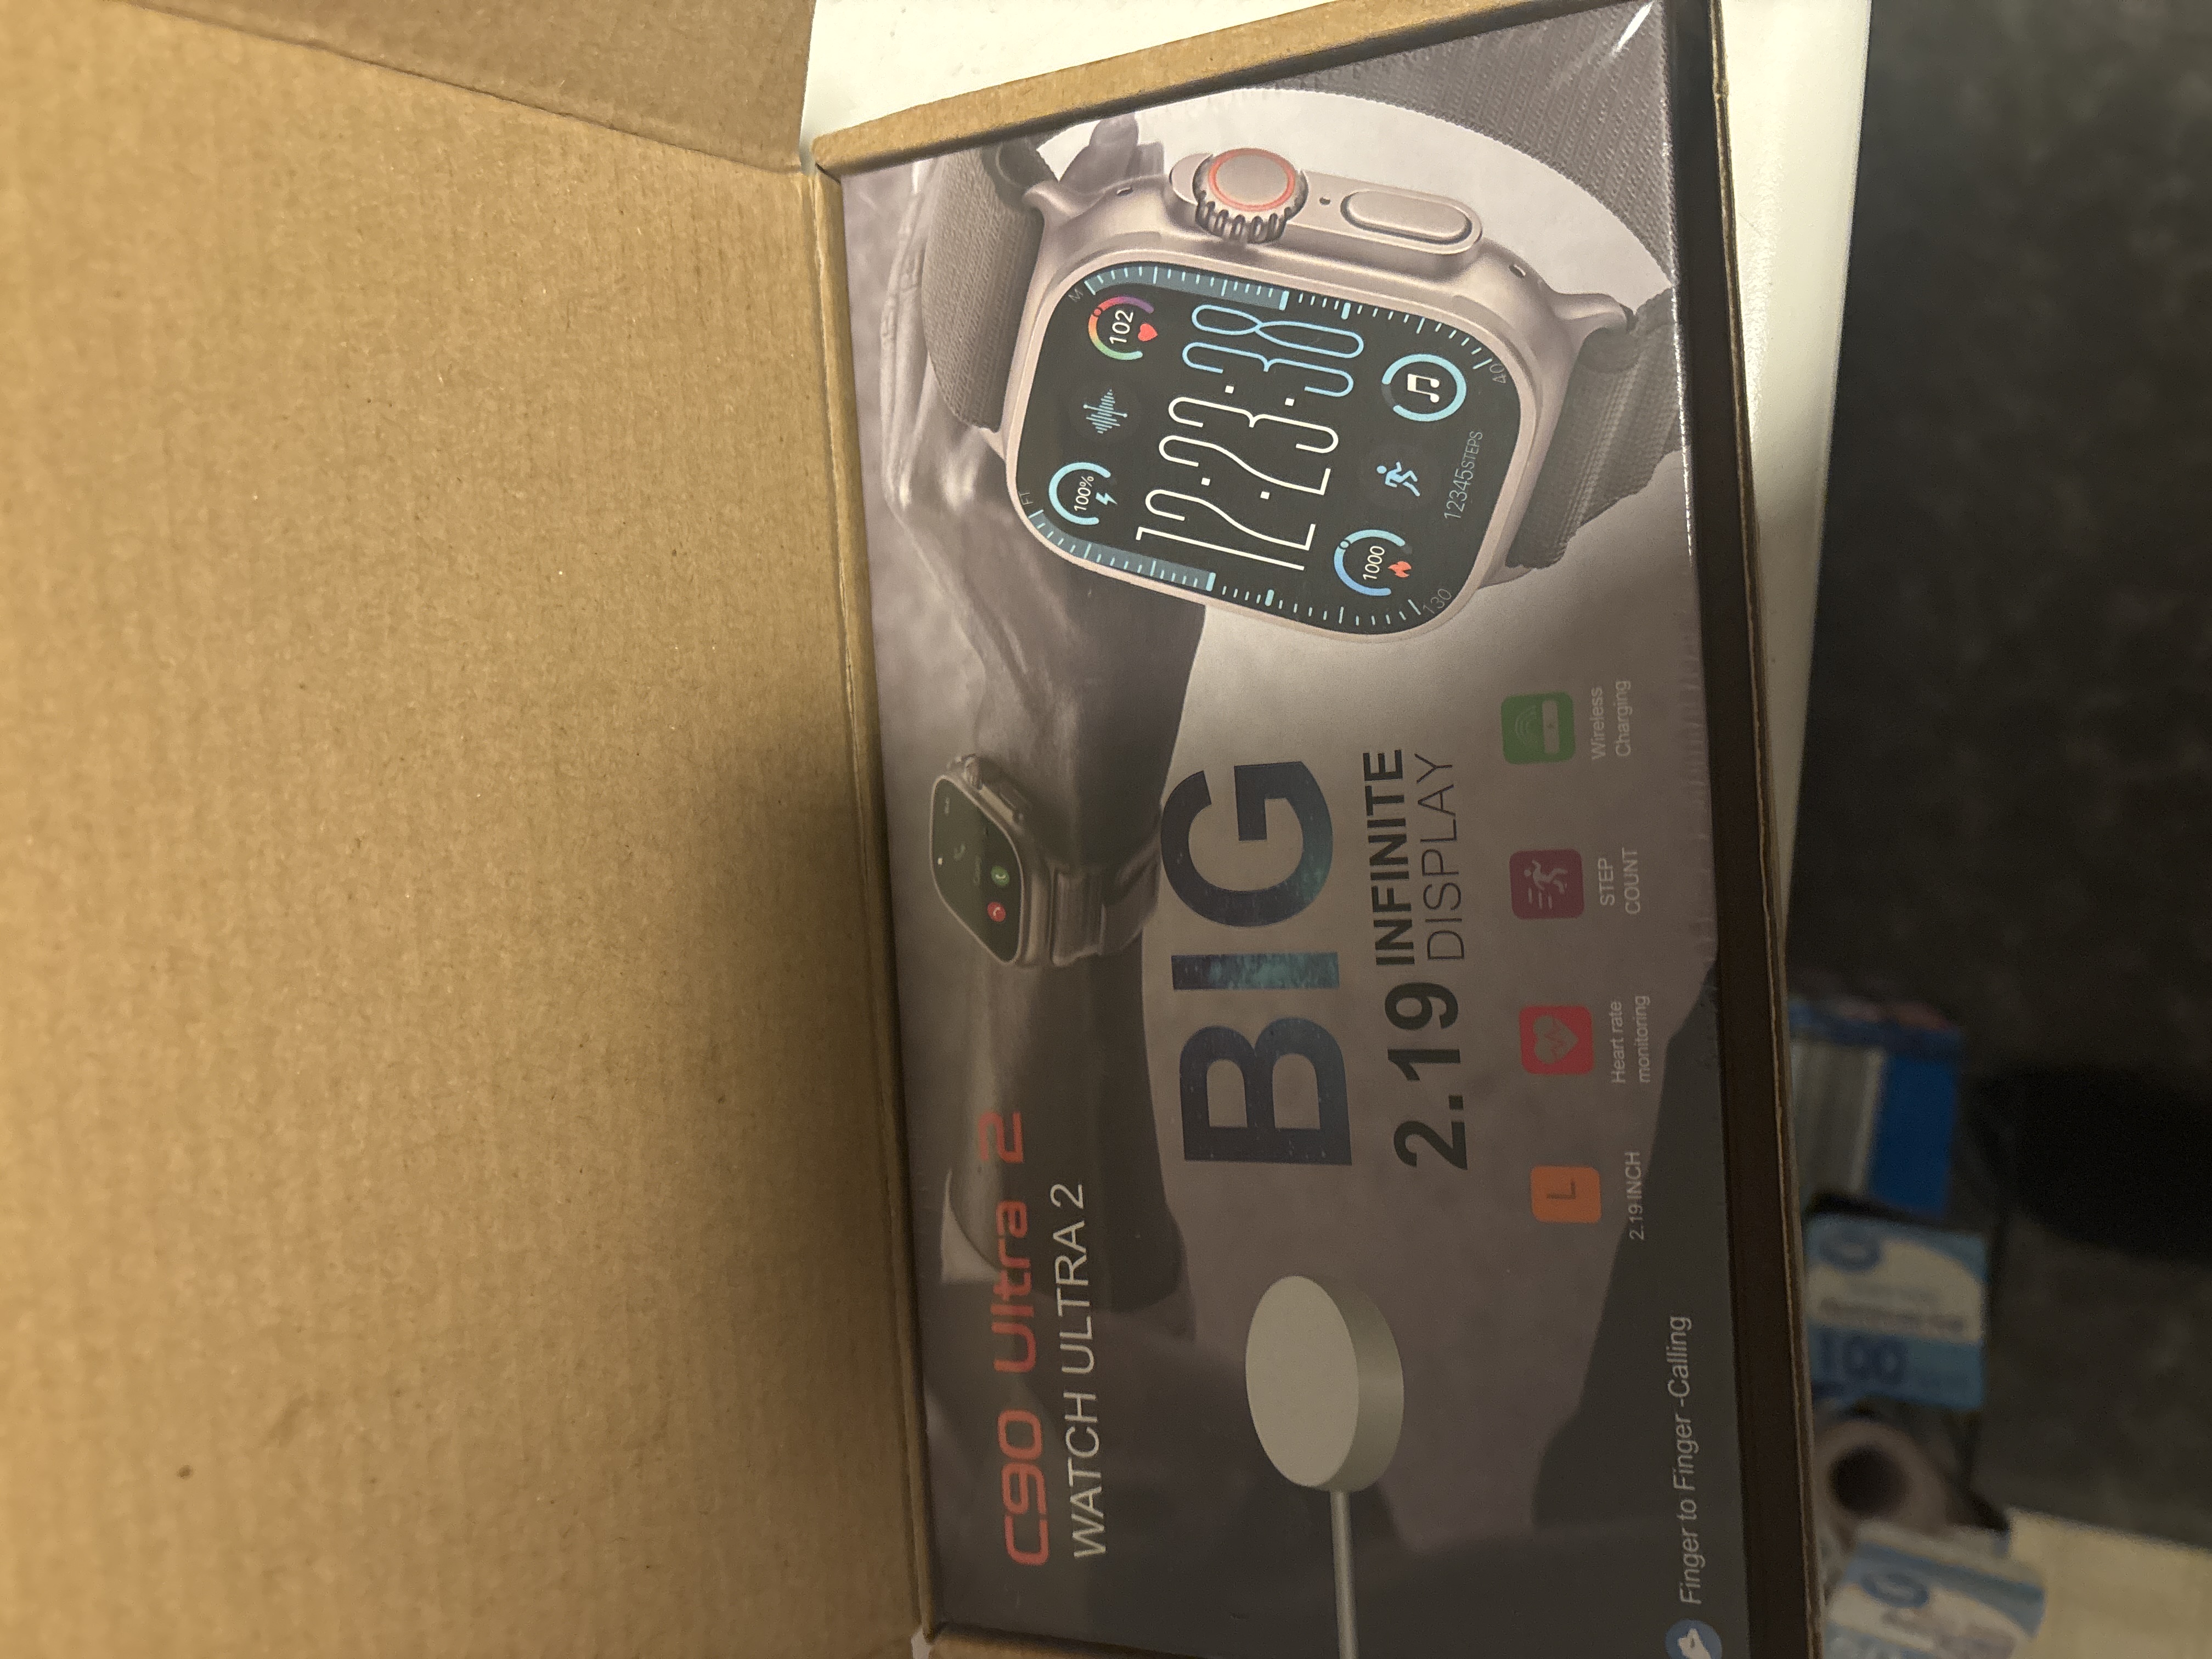 C90 Ultra 2
WATCH ULTRA 2
BIG
2.19 INFINITE
DISPLAY
L
2.19 INCH
Heart rate
monitoring
STEP
COUNT
Wireless
Charging
Finger to Finger-Calling
100%
102
12:23:38
1000
12345STEPS
130